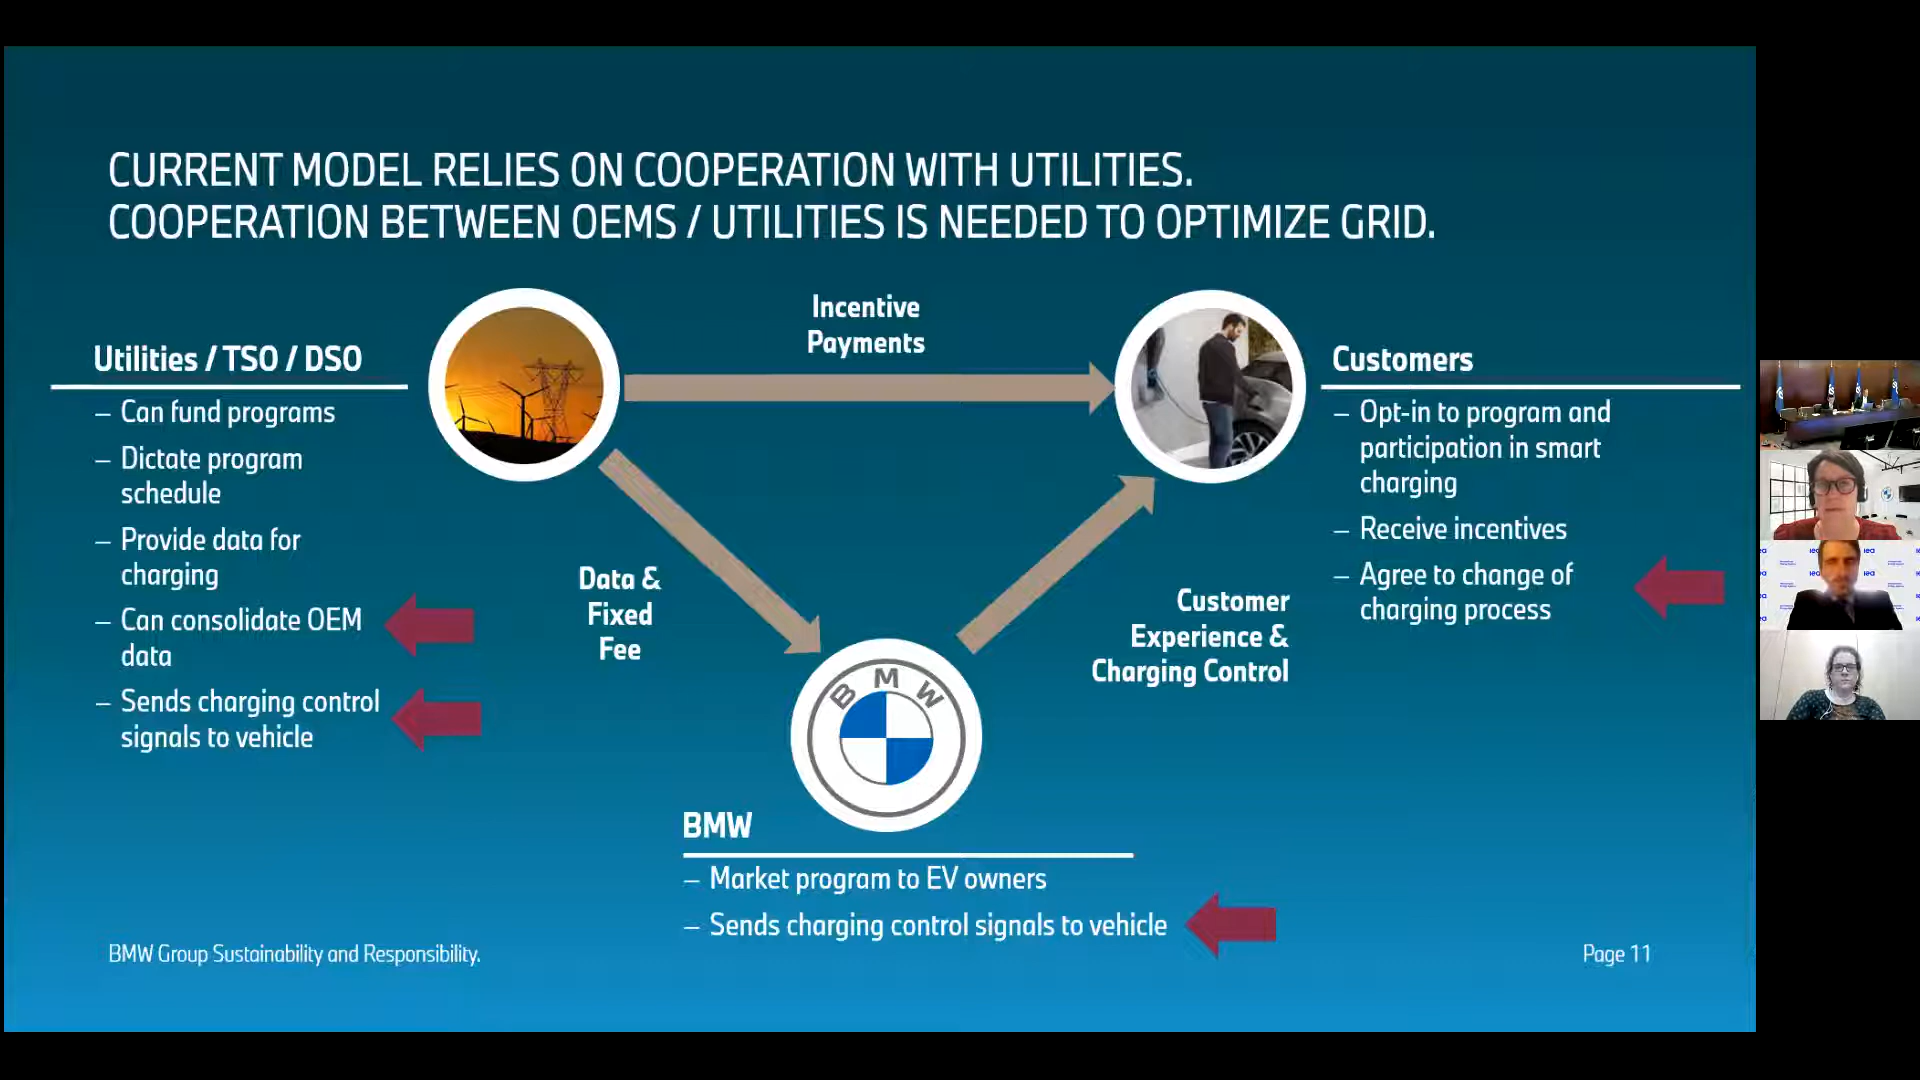 CURRENT MODEL RELIES ON COOPERATION WITH UTILITIES.
COOPERATION BETWEEN OEMS / UTILITIES IS NEEDED TO OPTIMIZE GRID.
Incentive
Payments
Utilities / TSO / DSO
– Can fund programs
– Dictate program
schedule
– Provide data for
charging
– Can consolidate OEM
data
– Sends charging control
signals to vehicle
Customers
– Opt-in to program and
participation in smart
charging
– Receive incentives
– Agree to change of
charging process
Data &
Fixed
Fee
Customer
Experience &
Charging Control
BMW
BMW
– Market program to EV owners
– Sends charging control signals to vehicle
BMW Group Sustainability and Responsibility.
Page 11
iea
iea